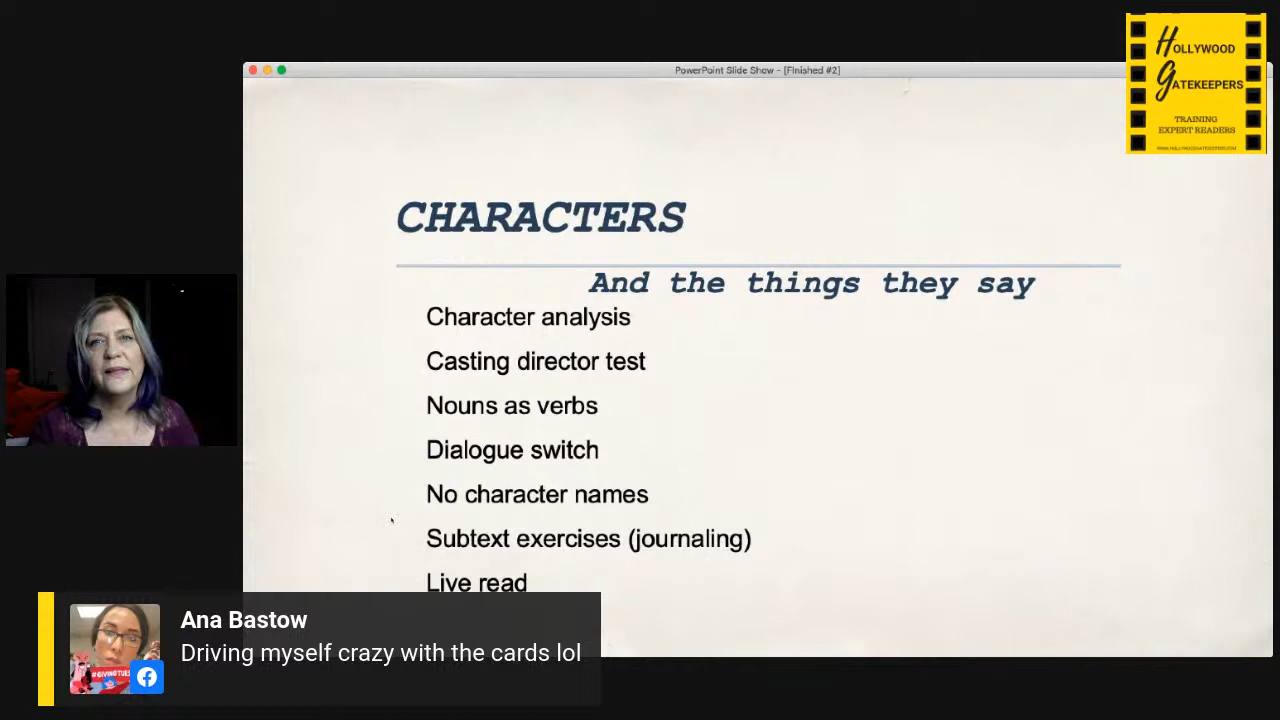 PowerPoint Slide Show - [Finished #2]
HOLLYWOOD
GATEKEEPERS
TRAINING
EXPERT READERS
WWW.HOLLYWOODGATEKEEPERS.COM
CHARACTERS
And the things they say
Character analysis
Casting director test
Nouns as verbs
Dialogue switch
No character names
Subtext exercises (journaling)
Live read
Ana Bastow
Driving myself crazy with the cards lol